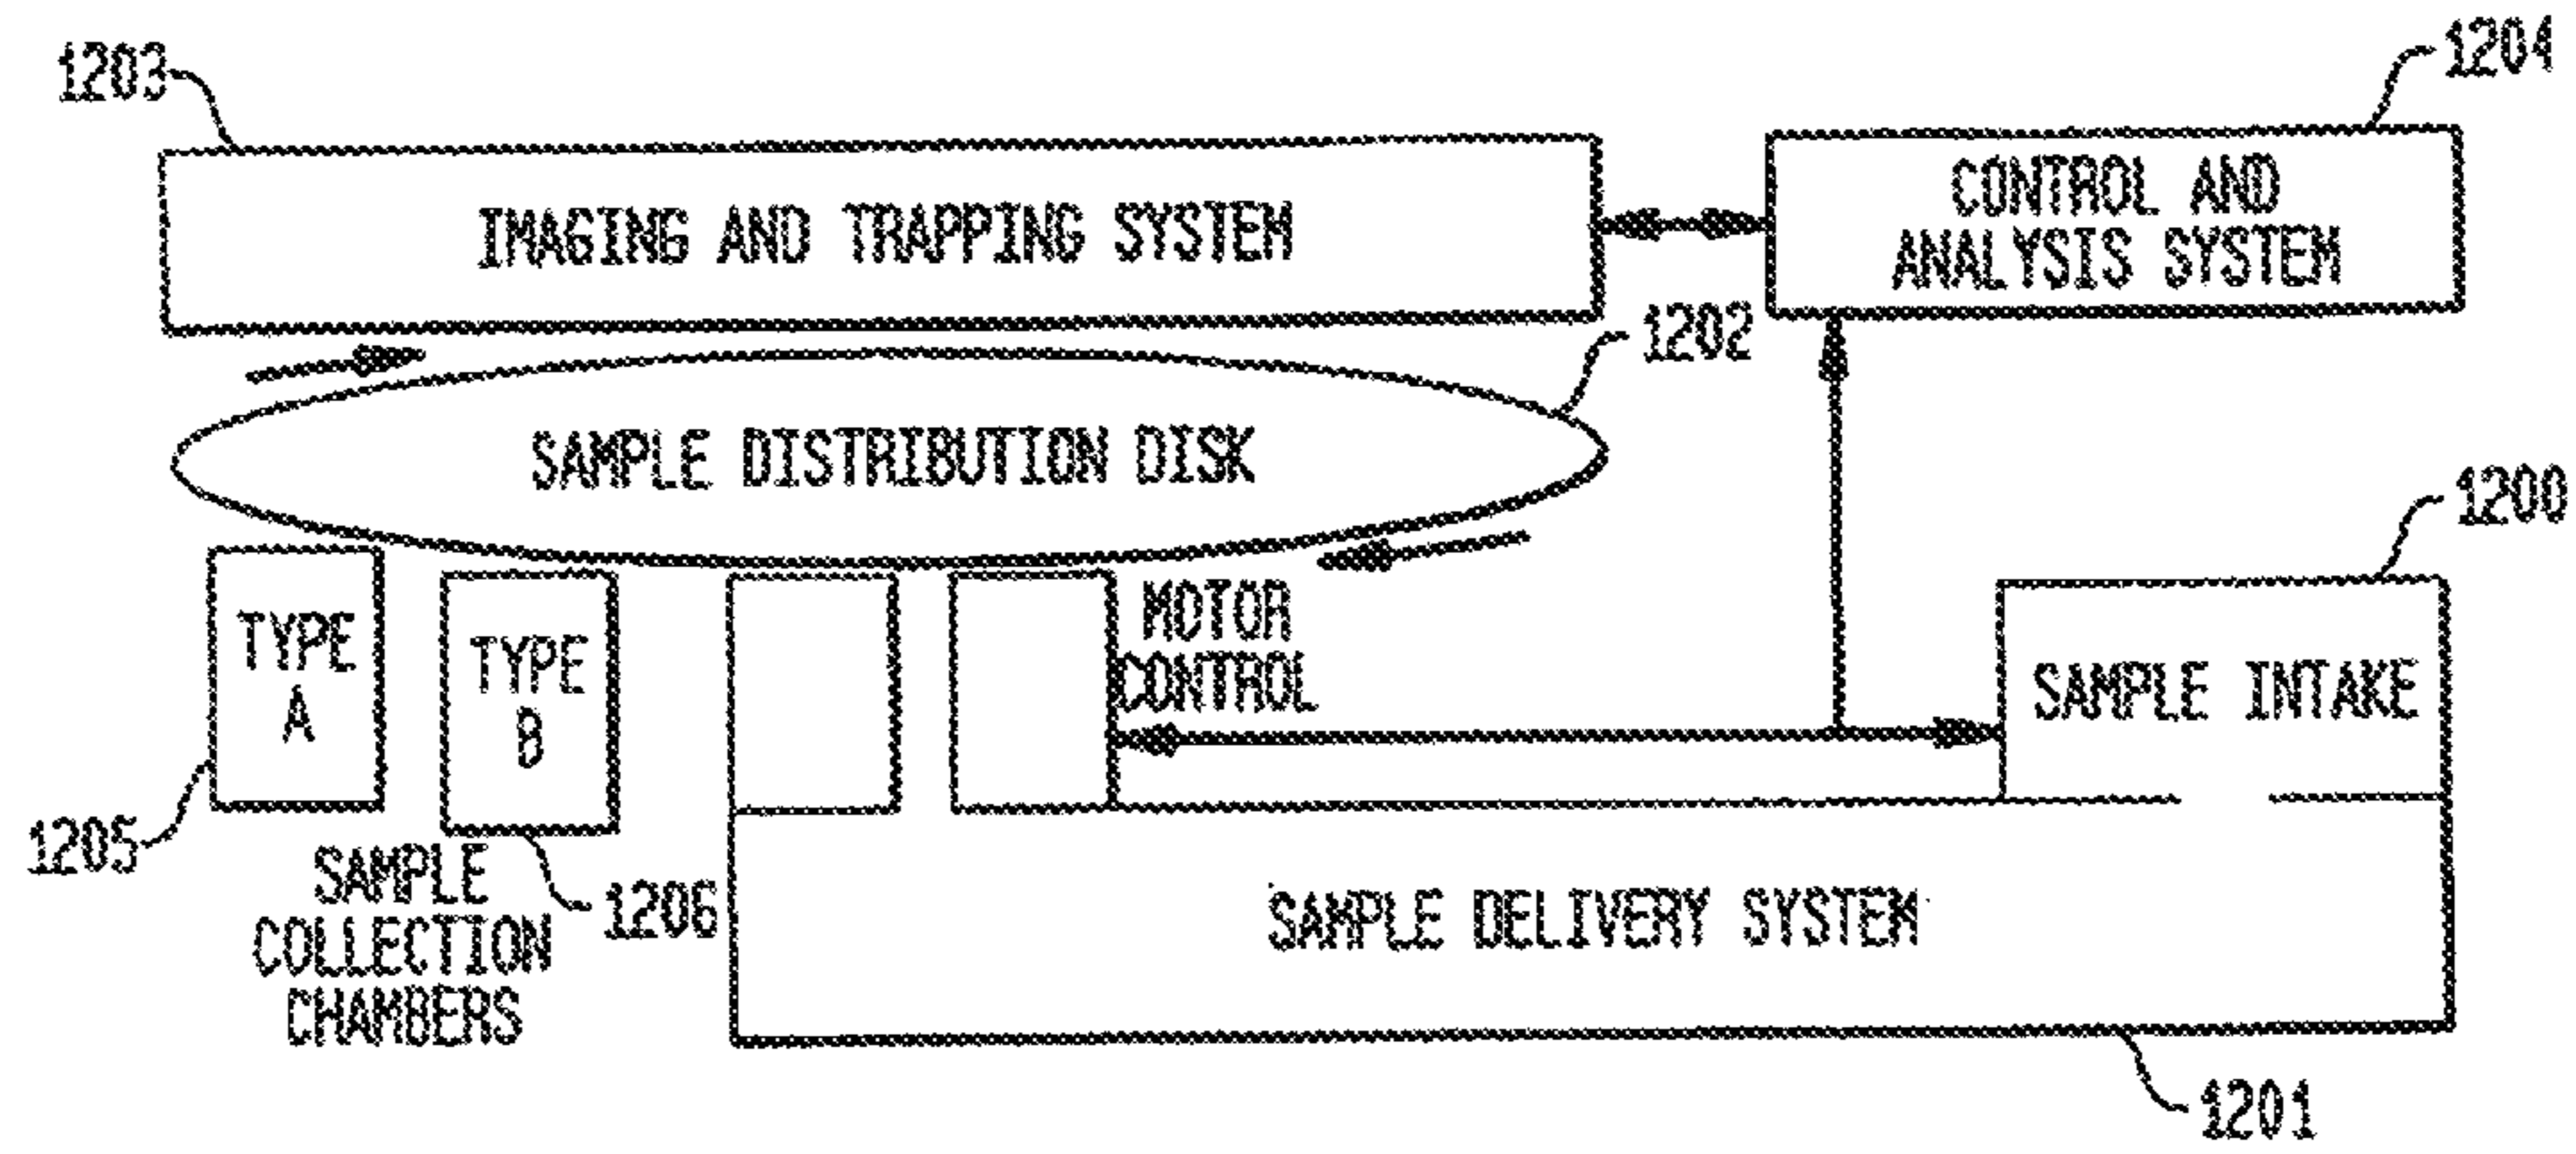 1203
1204
IMAGING AND TRAPPING SYSTEM
CONTROL AND
ANALYSIS SYSTEM
1202
SAMPLE DISTRIBUTION DISK
1200
TYPE
A
TYPE
B
MOTOR
CONTROL
SAMPLE INTAKE
1205
SAMPLE
COLLECTION
CHAMBERS
1206
SAMPLE DELIVERY SYSTEM
1201